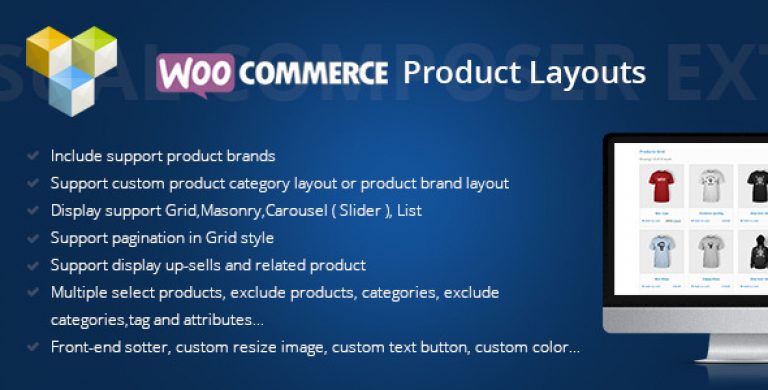 WOO COMMERCE Product Layouts
Include support product brands
Support custom product category layout or product brand layout
Display support Grid,Masonry,Carousel ( Slider ), List
Support pagination in Grid style
Support display up-sells and related product
Multiple select products, exclude products, categories, exclude
categories,tag and attributes...
Front-end sotter, custom resize image, custom text button, custom color...
Products Grid